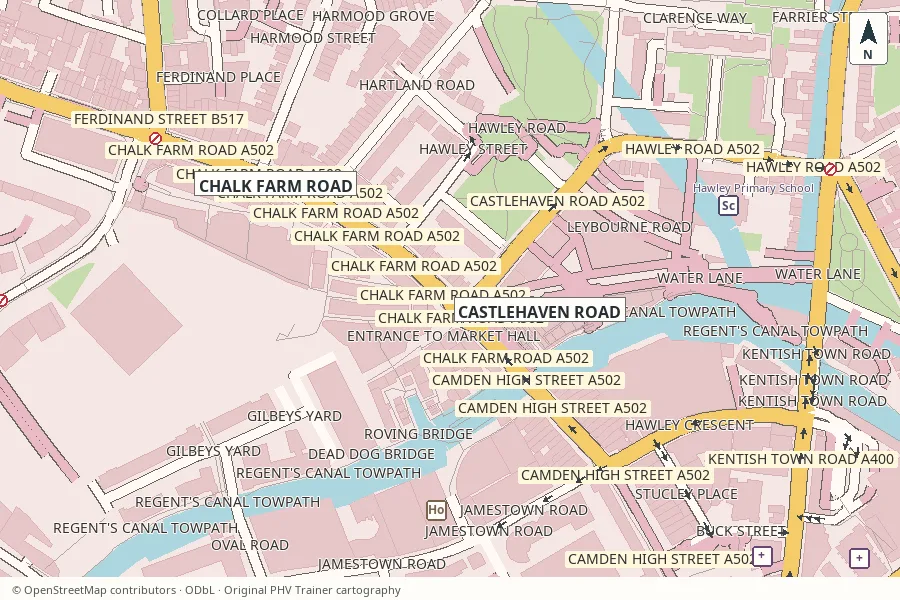 COLLARD PLACE
HARMOOD GROVE
CLARENCE WAY
FARRIER ST
HARMOOD STREET
N
FERDINAND PLACE
HARTLAND ROAD
FERDINAND STREET B517
HAWLEY ROAD
CHALK FARM ROAD A502
HAWLEY STREET
HAWLEY ROAD A502
HAWLEY ROAD A502
CHALK FARM ROAD
Hawley Primary School
Sc
CASTLEHAVEN ROAD A502
CHALK FARM ROAD A502
LEYBOURNE ROAD
CHALK FARM ROAD A502
CHALK FARM ROAD A502
WATER LANE
WATER LANE
CHALK FARM ROAD A502
CASTLEHAVEN ROAD
ANAL TOWPATH
CHALK FARM
REGENT'S CANAL TOWPATH
ENTRANCE TO MARKET HALL
CHALK FARM ROAD A502
KENTISH TOWN ROAD
CAMDEN HIGH STREET A502
KENTISH TOWN ROAD
KENTISH TOWN ROAD
CAMDEN HIGH STREET A502
GILBEYS YARD
HAWLEY CRESCENT
ROVING BRIDGE
GILBEYS YARD
DEAD DOG BRIDGE
KENTISH TOWN ROAD A400
REGENT'S CANAL TOWPATH
CAMDEN HIGH STREET A502
STUCLEY PLACE
REGENT'S CANAL TOWPATH
Ho
JAMESTOWN ROAD
REGENT'S CANAL TOWPATH
JAMESTOWN ROAD
BUCK STREET
OVAL ROAD
JAMESTOWN ROAD
CAMDEN HIGH STREET A502
© OpenStreetMap contributors · ODbL · Original PHV Trainer cartography